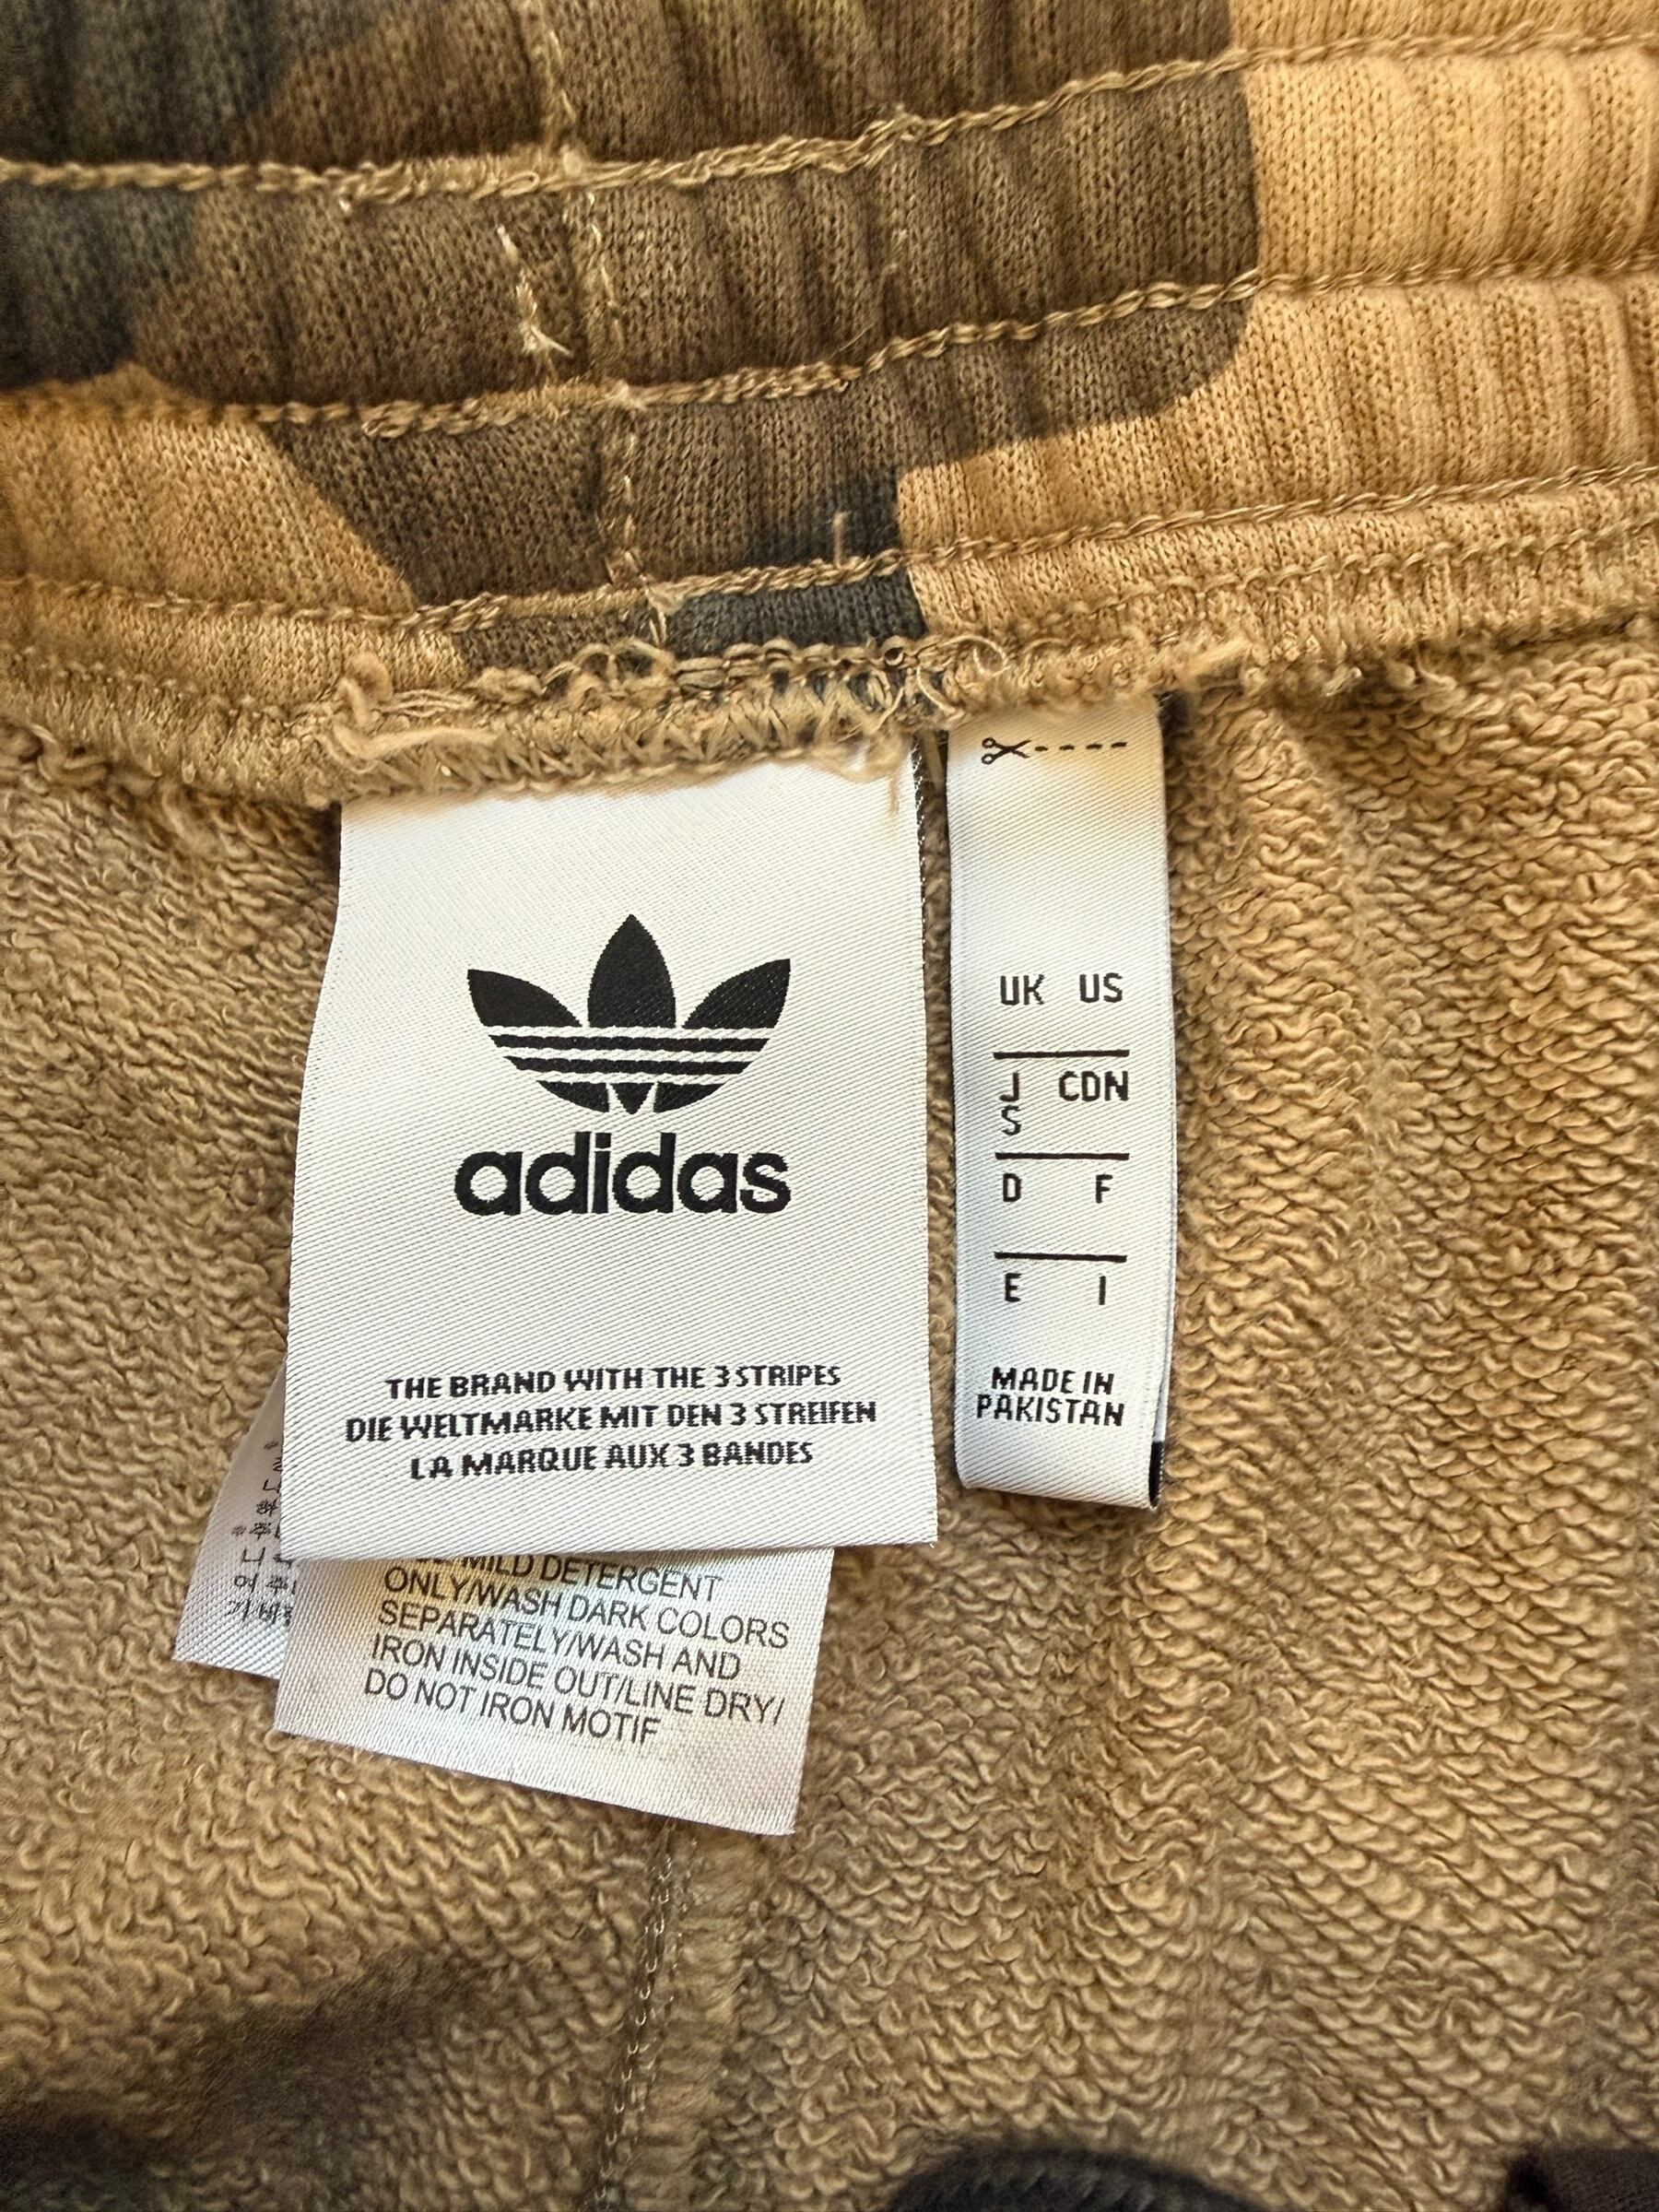 adidas
THE BRAND WITH THE 3 STRIPES
DIE WELTMARKE MIT DEN 3 STREIFEN
LA MARQUE AUX 3 BANDES
UK US
J CDN
S
D F
E I
MADE IN
PAKISTAN
MILD DETERGENT
ONLY/WASH DARK COLORS
SEPARATELY/WASH AND
IRON INSIDE OUT/LINE DRY/
DO NOT IRON MOTIF